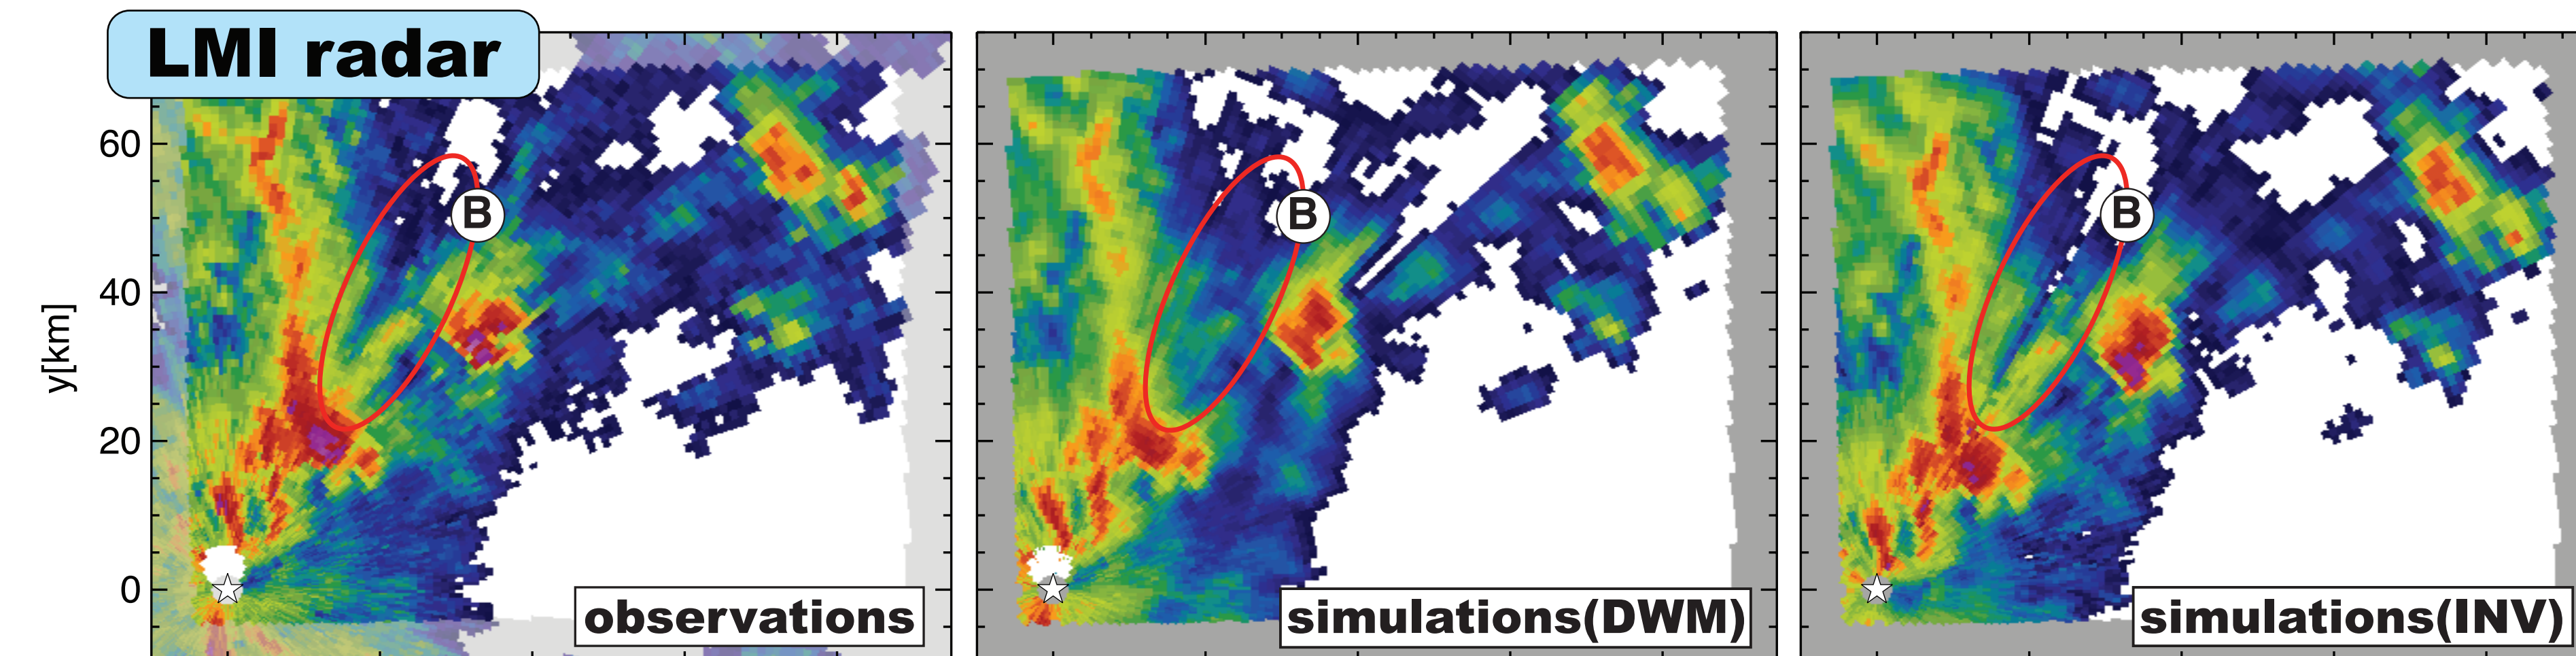 LMI radar
y[km]
60
40
20
0
B
observations
B
simulations(DWM)
B
simulations(INV)